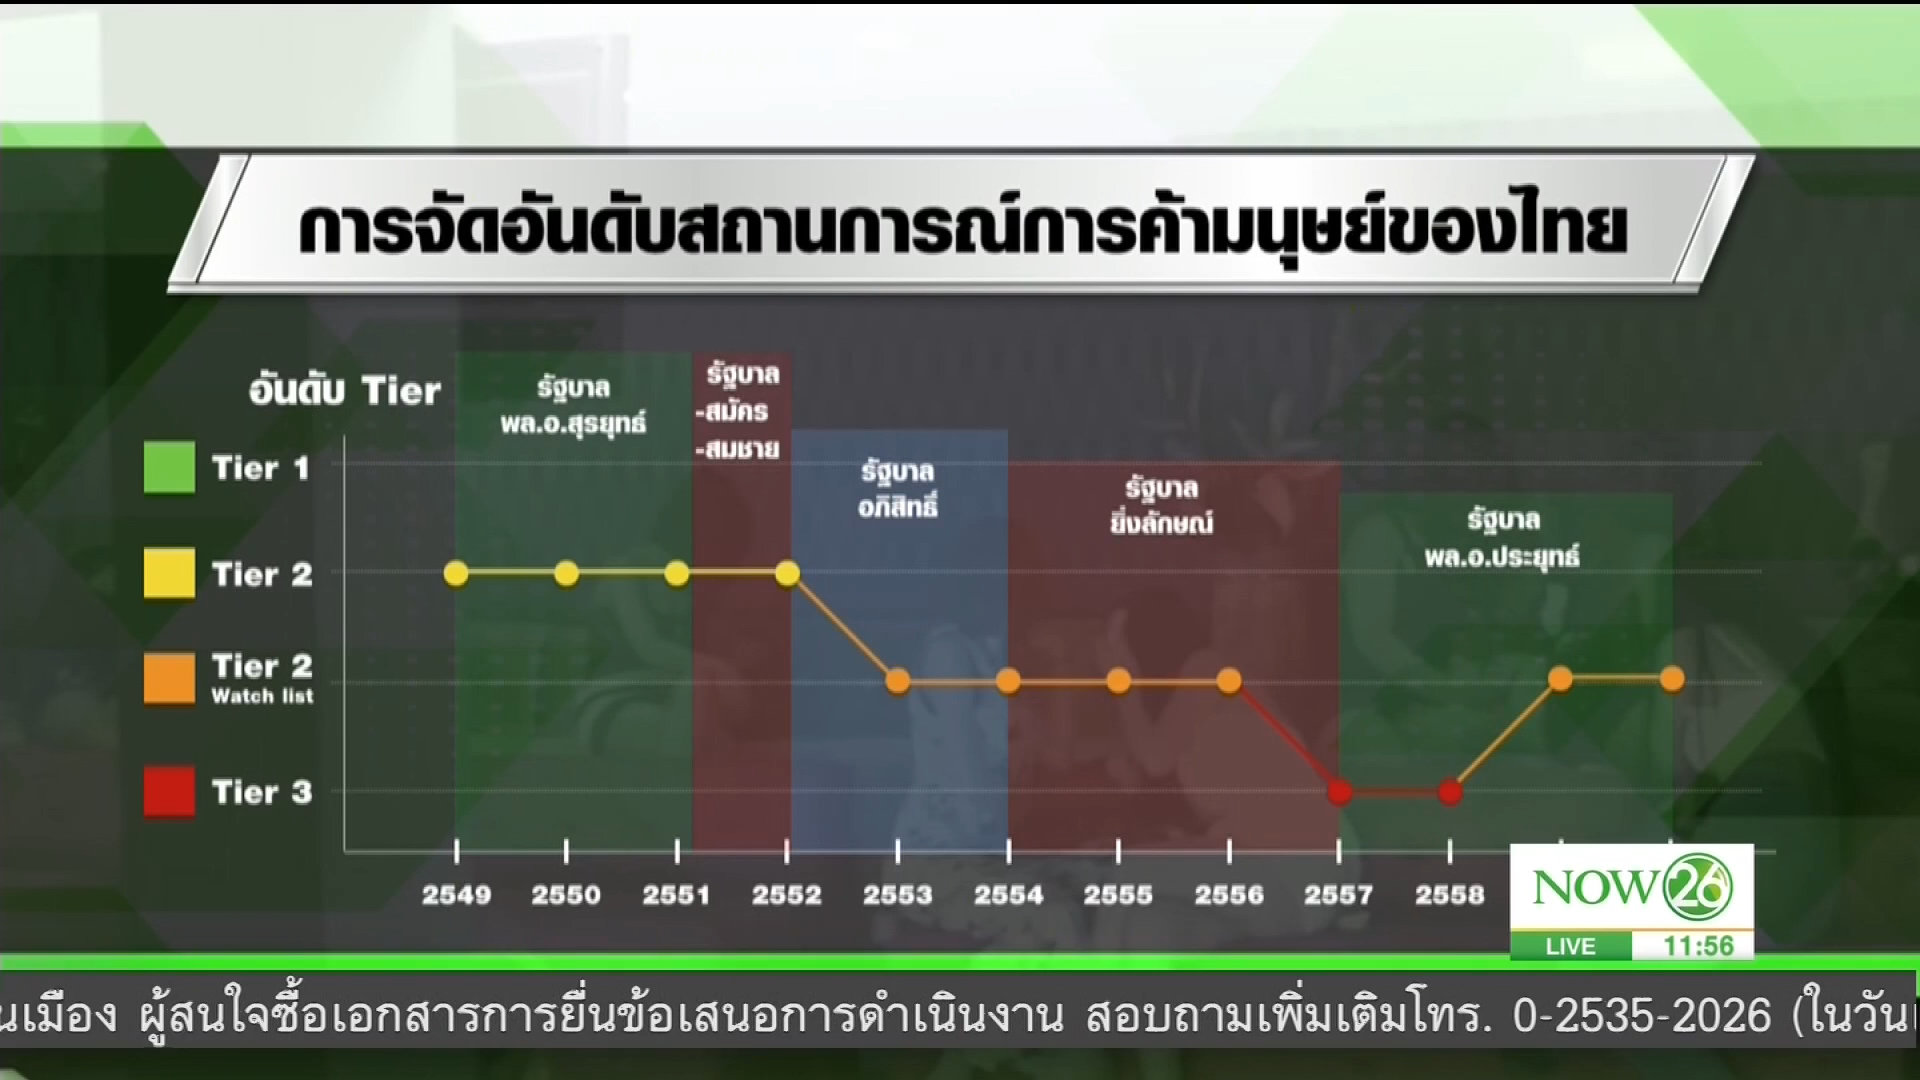 การจัดอันดับสถานการณ์การค้ามนุษย์ของไทย
อันดับ Tier
Tier 1
Tier 2
Tier 2
Watch list
Tier 3
รัฐบาล
พล.อ.สุรยุทธ์
รัฐบาล
-สมัคร
-สมชาย
รัฐบาล
อภิสิทธิ์
รัฐบาล
ยิ่งลักษณ์
รัฐบาล
พล.อ.ประยุทธ์
2549 2550 2551 2552 2553 2554 2555 2556 2557 2558
NOW26
LIVE 11:56
นเมือง ผู้สนใจซื้อเอกสารการยื่นข้อเสนอการดำเนินงาน สอบถามเพิ่มเติมโทร. 0-2535-2026 (ในวัน